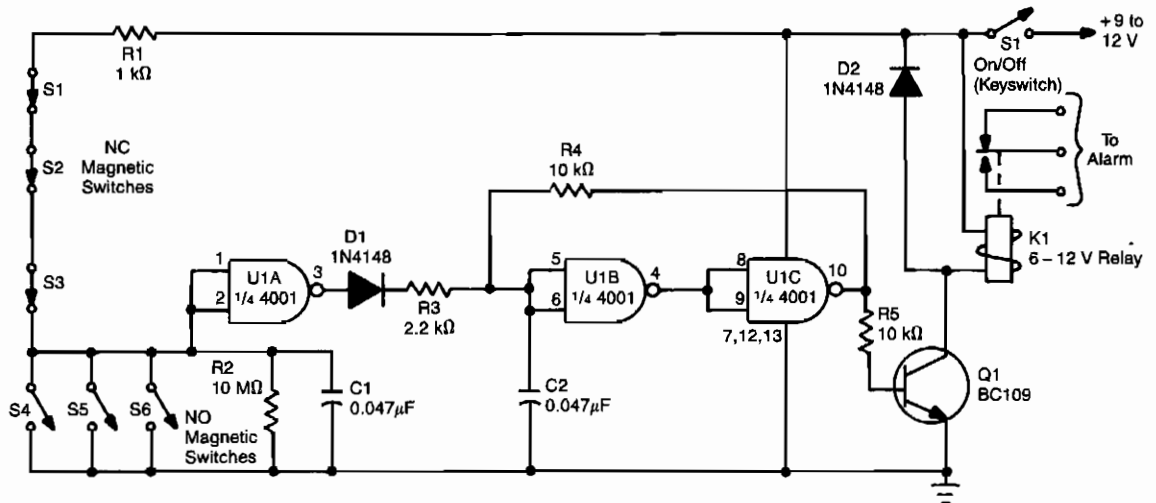 R1
1 kΩ
S1
S2
NC
Magnetic
Switches
S3
S4
S5
S6
NO
Magnetic
Switches
R2
10 MΩ
C1
0.047μF
1
2
U1A
1/4 4001
3
D1
1N4148
R3
2.2 kΩ
R4
10 kΩ
5
6
U1B
1/4 4001
4
C2
0.047μF
8
9
U1C
1/4 4001
10
7,12,13
R5
10 kΩ
Q1
BC109
D2
1N4148
S1
On/Off
(Keyswitch)
+9 to
12 V
To
Alarm
K1
6–12 V Relay